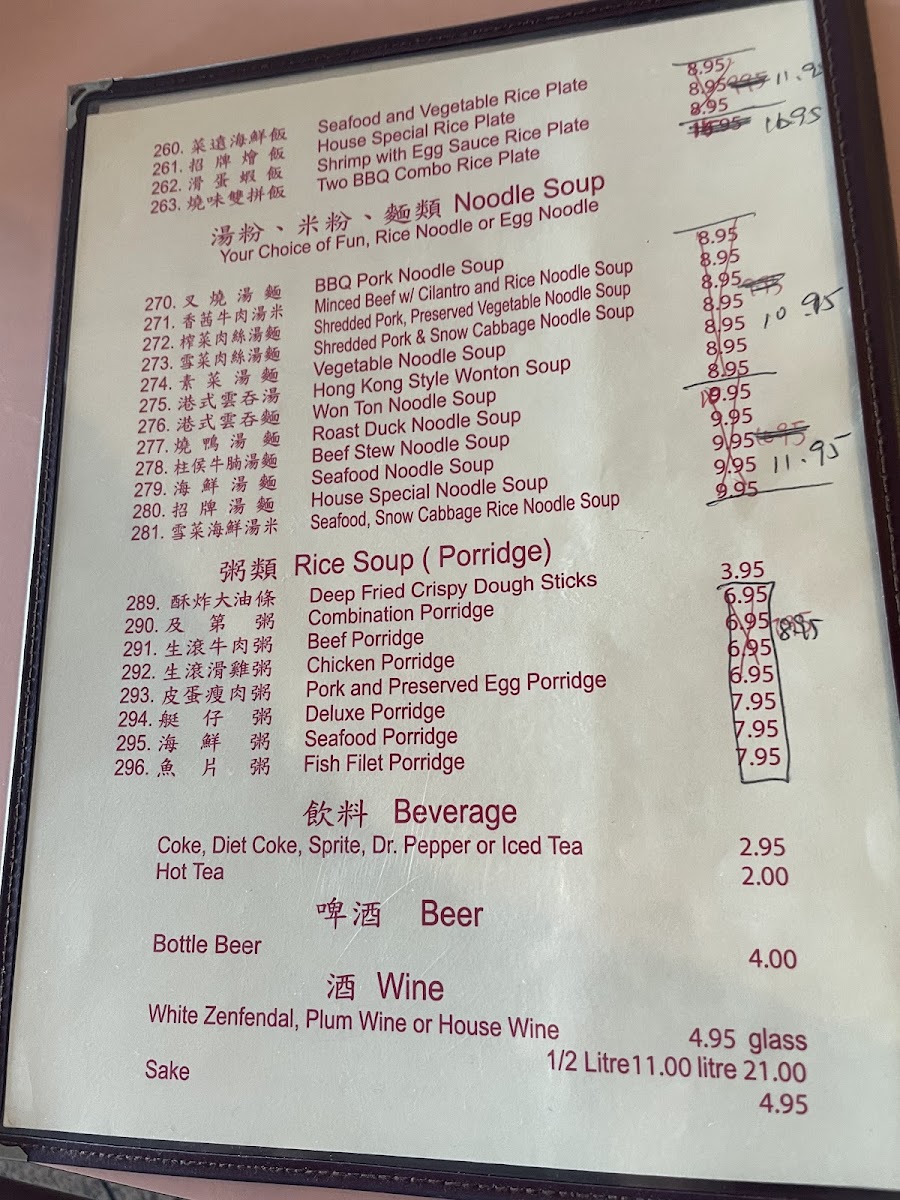 260. 菜遠海鮮飯 Seafood and Vegetable Rice Plate 8.95
261. 招牌燴飯 House Special Rice Plate 8.95 11.95
262. 滑蛋蝦飯 Shrimp with Egg Sauce Rice Plate 8.95
263. 燒味雙拼飯 Two BBQ Combo Rice Plate 16.95
湯粉、米粉、麵類 Noodle Soup
Your Choice of Fun, Rice Noodle or Egg Noodle
270. 叉燒湯麵 BBQ Pork Noodle Soup 8.95
271. 香茜牛肉湯米 Minced Beef w/ Cilantro and Rice Noodle Soup 8.95
272. 榨菜肉絲湯麵 Shredded Pork, Preserved Vegetable Noodle Soup 8.95
273. 雪菜肉絲湯麵 Shredded Pork & Snow Cabbage Noodle Soup 8.95
274. 素菜湯麵 Vegetable Noodle Soup 8.95 10.95
275. 港式雲吞湯 Hong Kong Style Wonton Soup 8.95
276. 港式雲吞麵 Won Ton Noodle Soup 8.95
277. 燒鴨湯麵 Roast Duck Noodle Soup 9.95
278. 柱侯牛腩湯麵 Beef Stew Noodle Soup 9.95
279. 海鮮湯麵 Seafood Noodle Soup 9.95
280. 招牌湯麵 House Special Noodle Soup 9.95 11.95
281. 雪菜海鮮湯米 Seafood, Snow Cabbage Rice Noodle Soup 9.95
粥類 Rice Soup ( Porridge)
289. 酥炸大油條 Deep Fried Crispy Dough Sticks 3.95
290. 及第粥 Combination Porridge 6.95
291. 生滾牛肉粥 Beef Porridge 6.95 8.95
292. 生滾滑雞粥 Chicken Porridge 6.95
293. 皮蛋瘦肉粥 Pork and Preserved Egg Porridge 6.95
294. 艇仔粥 Deluxe Porridge 7.95
295. 海鮮粥 Seafood Porridge 7.95
296. 魚片粥 Fish Filet Porridge 7.95
飲料 Beverage
Coke, Diet Coke, Sprite, Dr. Pepper or Iced Tea 2.95
Hot Tea 2.00
啤酒 Beer
Bottle Beer 4.00
酒 Wine
White Zenfendal, Plum Wine or House Wine 4.95 glass
1/2 Litre 11.00 litre 21.00
Sake 4.95